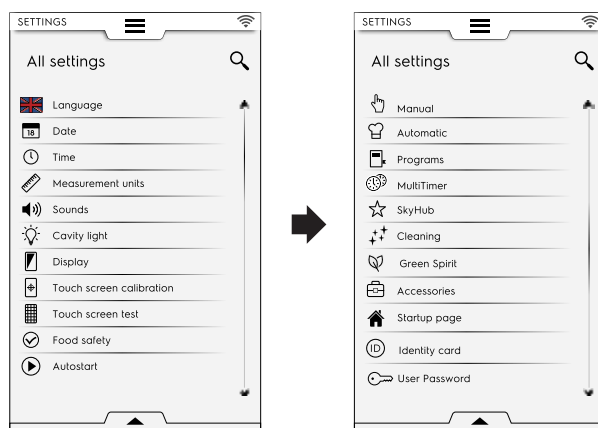 SETTINGS
All settings
Language
18 Date
Time
Measurement units
Sounds
Cavity light
Display
Touch screen calibration
Touch screen test
Food safety
Autostart
SETTINGS
All settings
Manual
Automatic
Programs
MultiTimer
SkyHub
Cleaning
Green Spirit
Accessories
Startup page
ID Identity card
User Password